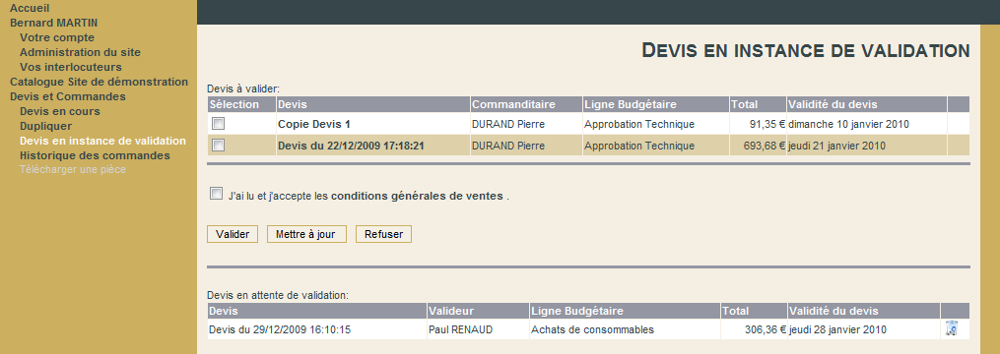 Accueil
Bernard MARTIN
Votre compte
Administration du site
Vos interlocuteurs
Catalogue Site de démonstration
Devis et Commandes
Devis en cours
Dupliquer
Devis en instance de validation
Historique des commandes
Télécharger une pièce
DEVIS EN INSTANCE DE VALIDATION
Devis à valider:
Sélection Devis Commanditaire Ligne Budgétaire Total Validité du devis
Copie Devis 1 DURAND Pierre Approbation Technique 91,35 € dimanche 10 janvier 2010
Devis du 22/12/2009 17:18:21 DURAND Pierre Approbation Technique 693,68 € jeudi 21 janvier 2010
J'ai lu et j'accepte les conditions générales de ventes .
Valider Mettre à jour Refuser
Devis en attente de validation:
Devis Valideur Ligne Budgétaire Total Validité du devis
Devis du 29/12/2009 16:10:15 Paul RENAUD Achats de consommables 306,36 € jeudi 28 janvier 2010